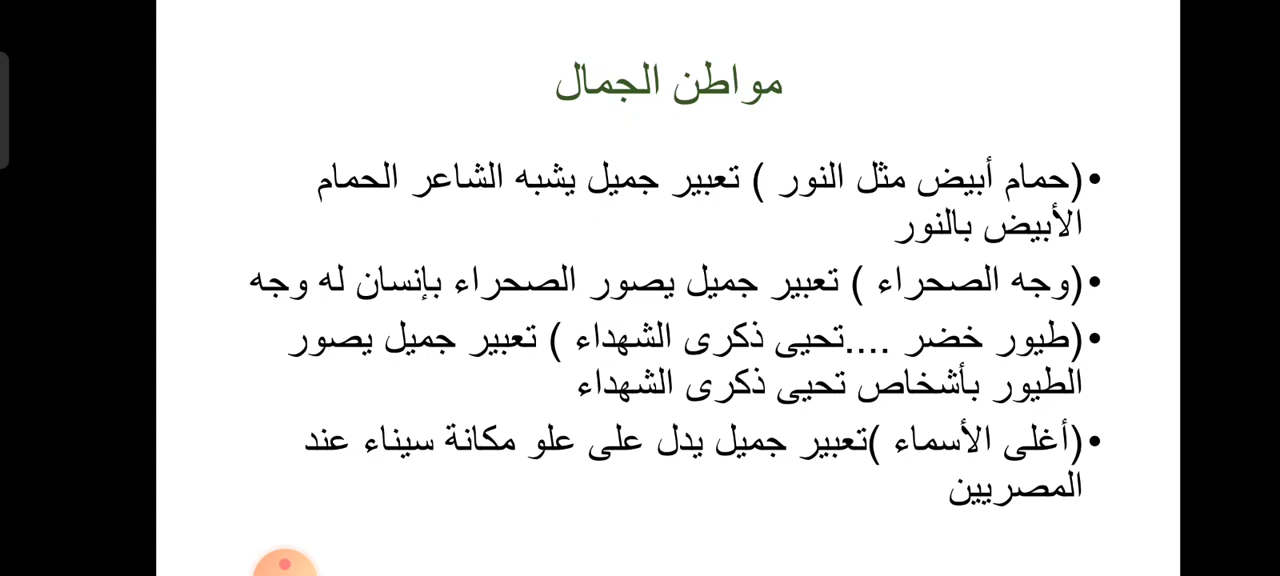 مواطن الجمال
•(حمام أبيض مثل النور ) تعبير جميل يشبه الشاعر الحمام
الأبيض بالنور
•(وجه الصحراء ) تعبير جميل يصور الصحراء بإنسان له وجه
•(طيور خضر ....تحيى ذكرى الشهداء ) تعبير جميل يصور
الطيور بأشخاص تحيى ذكرى الشهداء
•(أغلى الأسماء )تعبير جميل يدل على علو مكانة سيناء عند
المصريين